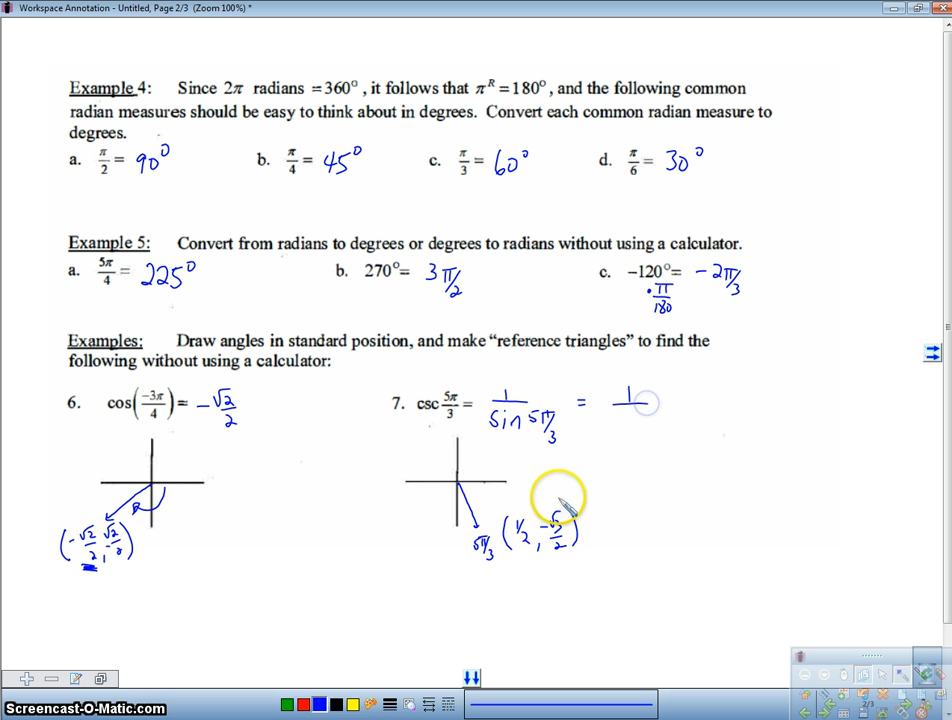 Workspace Annotation - Untitled, Page 2/3 (Zoom 100%) *
Example 4: Since 2π radians =360°, it follows that π^R =180°, and the following common
radian measures should be easy to think about in degrees. Convert each common radian measure to
degrees.
a. π/2 = 90° b. π/4 = 45° c. π/3 = 60° d. π/6 = 30°
Example 5: Convert from radians to degrees or degrees to radians without using a calculator.
a. 5π/4 = 225° b. 270°= 3π/2 c. −120°= -2π/3
· π/180
Examples: Draw angles in standard position, and make “reference triangles” to find the
following without using a calculator:
6. cos(−3π/4) = -√2/2 7. csc 5π/3 = 1/sin 5π/3 = 1
(-√2/2, -√2/2) 5π/3 (1/2, -√3/2)
2/3
Screencast-O-Matic.com